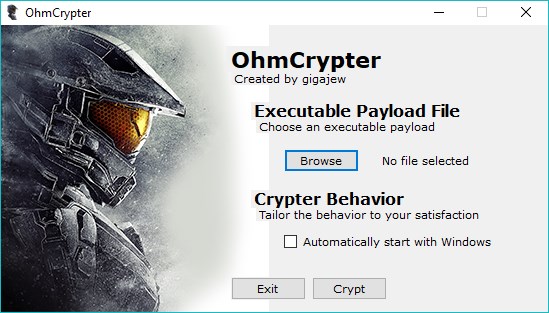 OhmCrypter
OhmCrypter
Created by gigajew
Executable Payload File
Choose an executable payload
Browse No file selected
Crypter Behavior
Tailor the behavior to your satisfaction
Automatically start with Windows
Exit Crypt